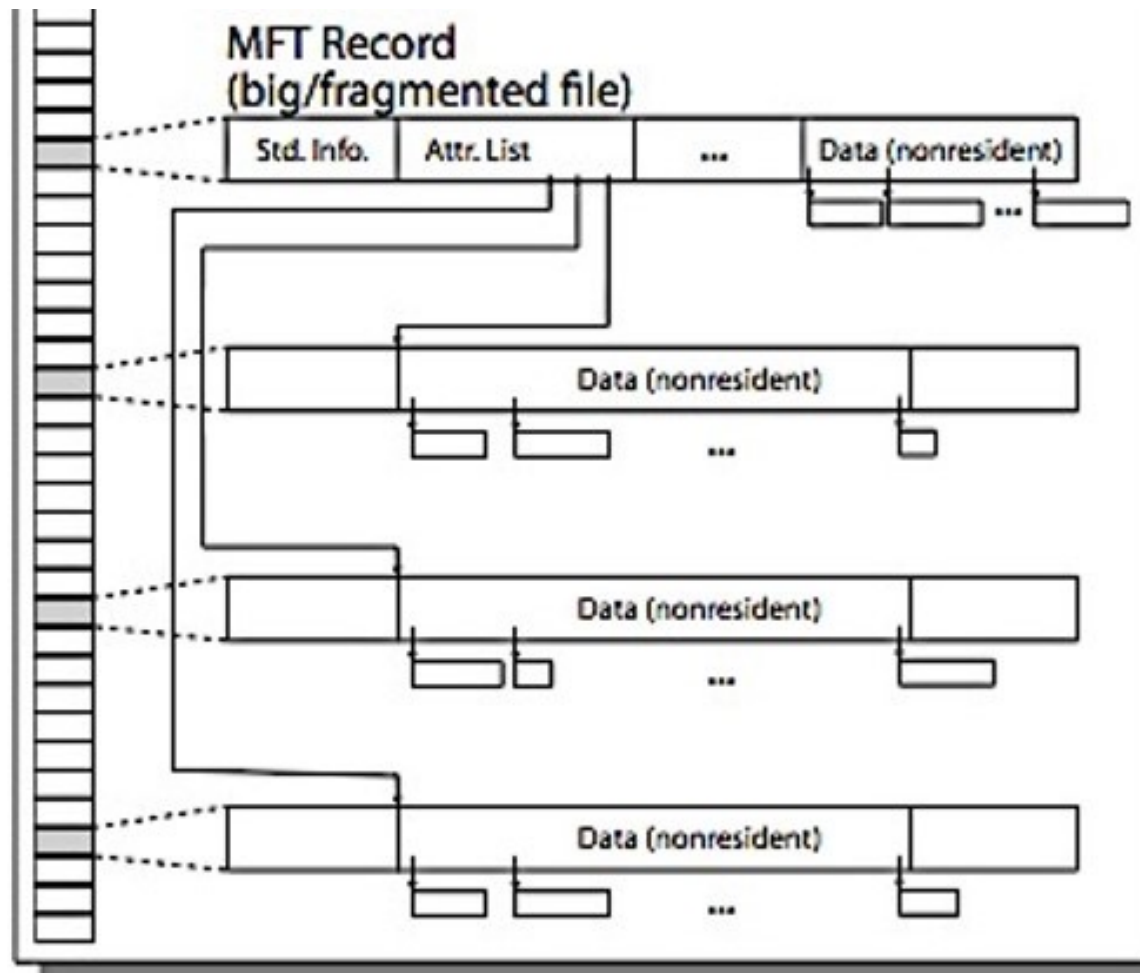 MFT Record
(big/fragmented file)
Std. Info. Attr. List ... Data (nonresident)
...
Data (nonresident)
...
Data (nonresident)
...
Data (nonresident)
...